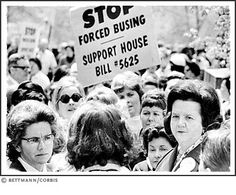 STOP
FORCED BUSING
SUPPORT HOUSE
BILL #5625
© BETTMANN/CORBIS